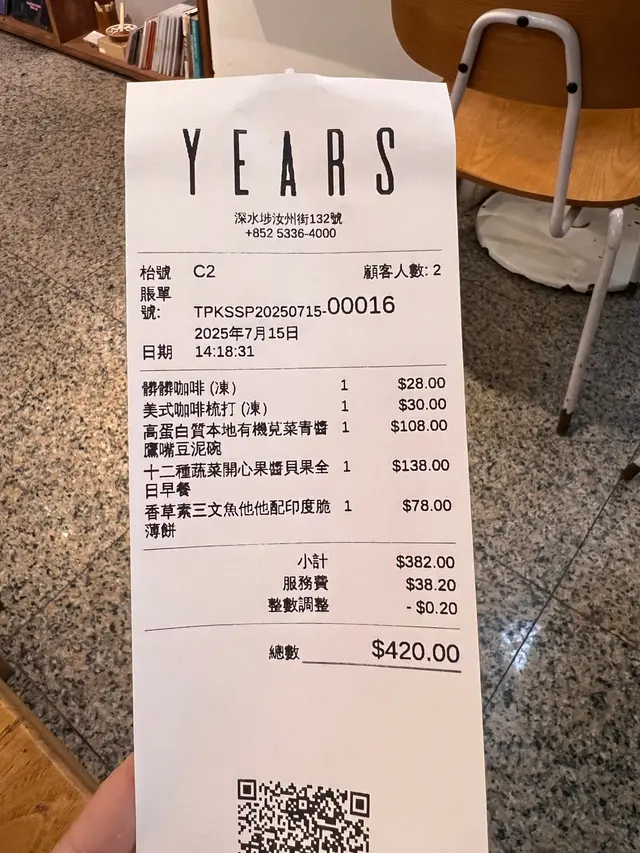 YEARS
深水埗汝州街132號
+852 5336-4000
枱號 C2 顧客人數: 2
賬單
號: TPKSSP20250715-00016
2025年7月15日
日期 14:18:31
髒髒咖啡 (凍) 1 $28.00
美式咖啡梳打 (凍) 1 $30.00
高蛋白質本地有機莧菜青醬 1 $108.00
鷹嘴豆泥碗
十二種蔬菜開心果醬貝果全 1 $138.00
日早餐
香草素三文魚他他配印度脆 1 $78.00
薄餅
小計 $382.00
服務費 $38.20
整數調整 - $0.20
總數 $420.00